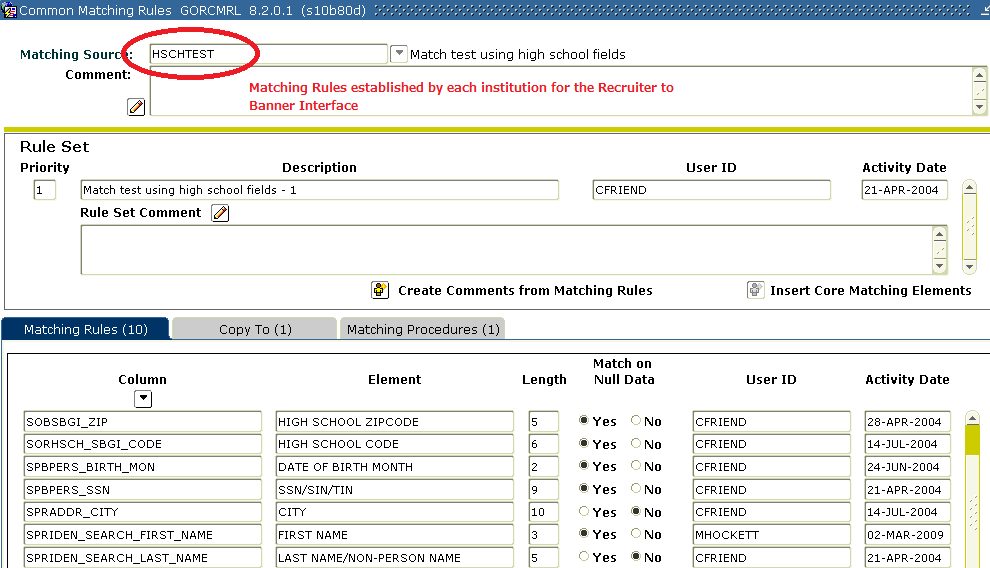 Common Matching Rules GORCMRL 8.2.0.1 (s10b80d)
Matching Source: HSCHTEST Match test using high school fields
Comment:
Matching Rules established by each institution for the Recruiter to
Banner Interface
Rule Set
Priority Description User ID Activity Date
1 Match test using high school fields - 1 CFRIEND 21-APR-2004
Rule Set Comment
Create Comments from Matching Rules Insert Core Matching Elements
Matching Rules (10) Copy To (1) Matching Procedures (1)
Match on
Column Element Length Null Data User ID Activity Date
SOBSBGI_ZIP HIGH SCHOOL ZIPCODE 5 Yes No CFRIEND 28-APR-2004
SORHSCH_SBGI_CODE HIGH SCHOOL CODE 6 Yes No CFRIEND 14-JUL-2004
SPBPERS_BIRTH_MON DATE OF BIRTH MONTH 2 Yes No CFRIEND 24-JUN-2004
SPBPERS_SSN SSN/SIN/TIN 9 Yes No CFRIEND 21-APR-2004
SPRADDR_CITY CITY 10 Yes No CFRIEND 14-JUL-2004
SPRIDEN_SEARCH_FIRST_NAME FIRST NAME 3 Yes No MHOCKETT 02-MAR-2009
SPRIDEN_SEARCH_LAST_NAME LAST NAME/NON-PERSON NAME 5 Yes No CFRIEND 21-APR-2004